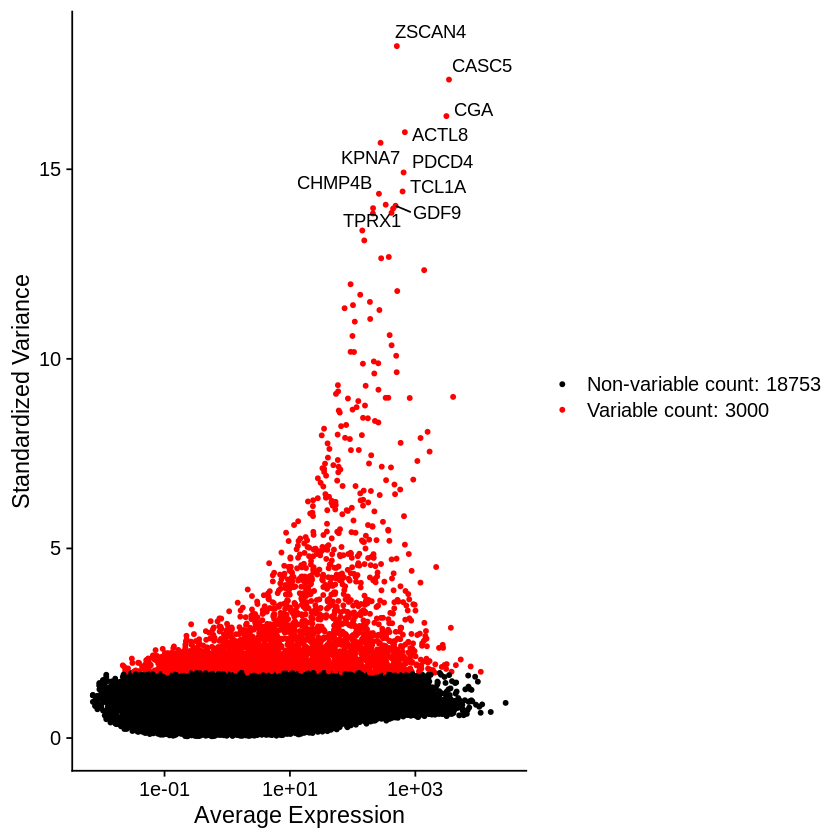 ZSCAN4
CASC5
CGA
ACTL8
KPNA7
PDCD4
CHMP4B
TCL1A
TPRX1
GDF9
15
10
5
0
Standardized Variance
Non-variable count: 18753
Variable count: 3000
1e-01
1e+01
1e+03
Average Expression